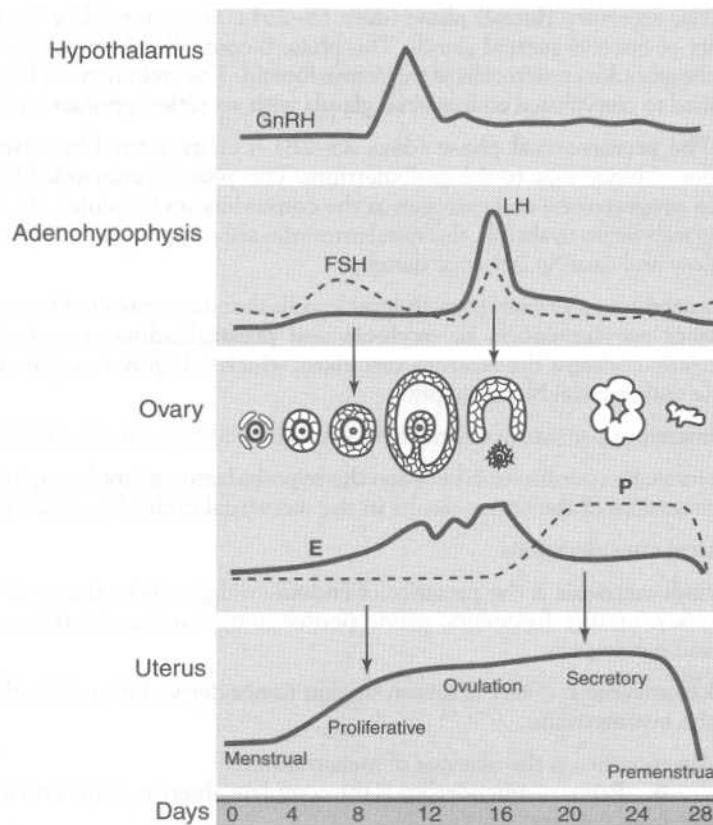 Hypothalamus
GnRH
Adenohypophysis
LH
FSH
Ovary
P
E
Uterus
Ovulation
Secretory
Proliferative
Menstrual
Premenstrual
Days 0 4 8 12 16 20 24 28